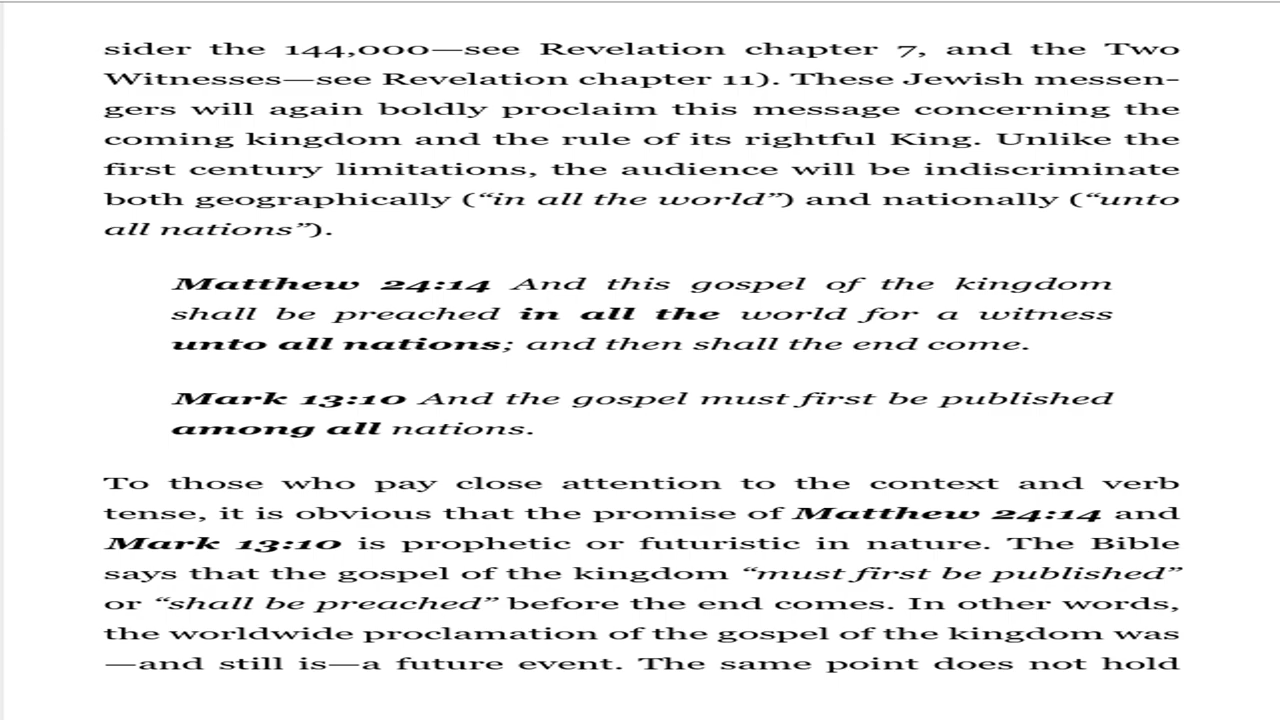 sider the 144,000—see Revelation chapter 7, and the Two
Witnesses—see Revelation chapter 11). These Jewish messen-
gers will again boldly proclaim this message concerning the
coming kingdom and the rule of its rightful King. Unlike the
first century limitations, the audience will be indiscriminate
both geographically (“in all the world”) and nationally (“unto
all nations”).
Matthew 24:14 And this gospel of the kingdom
shall be preached in all the world for a witness
unto all nations; and then shall the end come.
Mark 13:10 And the gospel must first be published
among all nations.
To those who pay close attention to the context and verb
tense, it is obvious that the promise of Matthew 24:14 and
Mark 13:10 is prophetic or futuristic in nature. The Bible
says that the gospel of the kingdom “must first be published”
or “shall be preached” before the end comes. In other words,
the worldwide proclamation of the gospel of the kingdom was
—and still is—a future event. The same point does not hold